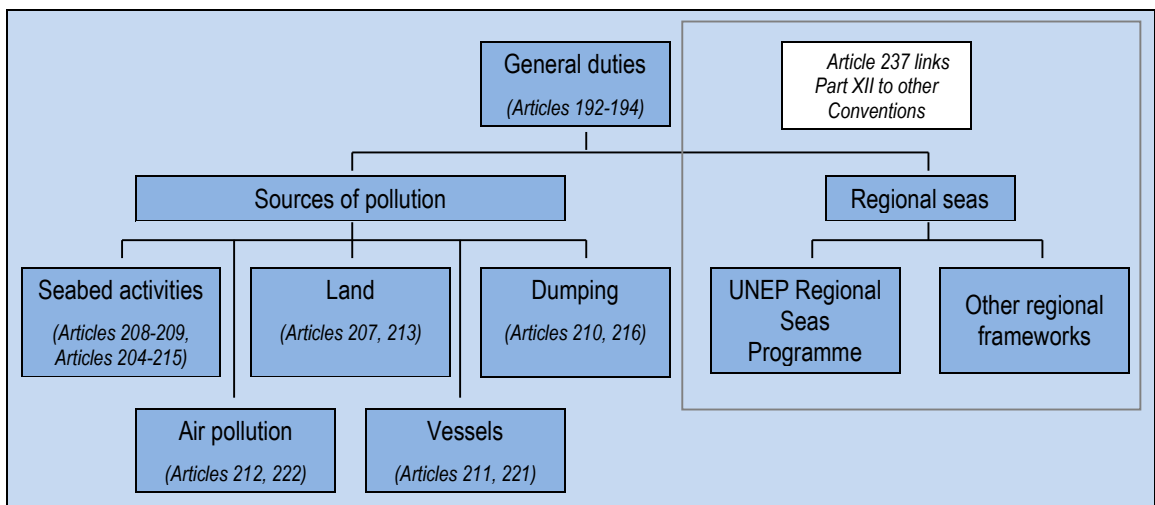 General duties
(Articles 192-194)
Article 237 links
Part XII to other
Conventions
Sources of pollution
Regional seas
Seabed activities
(Articles 208-209,
Articles 204-215)
Land
(Articles 207, 213)
Dumping
(Articles 210, 216)
UNEP Regional
Seas
Programme
Other regional
frameworks
Air pollution
(Articles 212, 222)
Vessels
(Articles 211, 221)